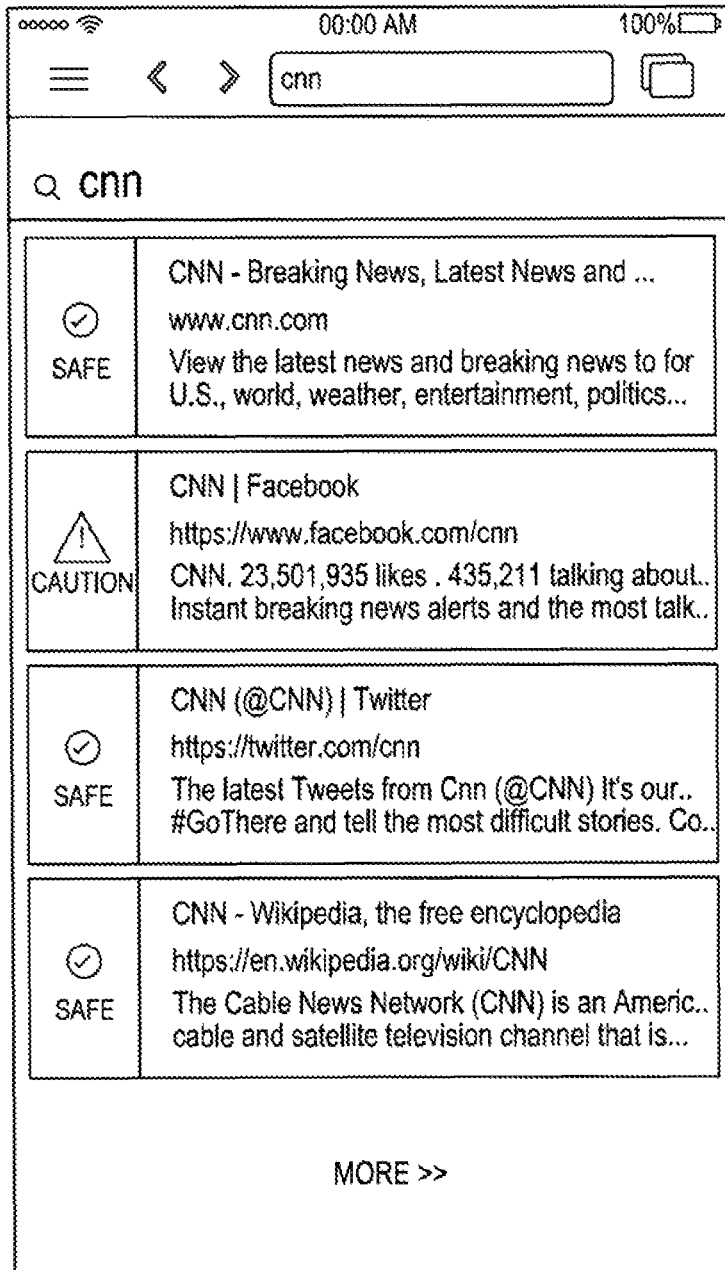 00:00 AM
100%
cnn
cnn
CNN - Breaking News, Latest News and ...
www.cnn.com
SAFE
View the latest news and breaking news to for
U.S., world, weather, entertainment, politics...
CNN | Facebook
https://www.facebook.com/cnn
CAUTION
CNN. 23,501,935 likes . 435,211 talking about..
Instant breaking news alerts and the most talk..
CNN (@CNN) | Twitter
https://twitter.com/cnn
SAFE
The latest Tweets from Cnn (@CNN) It's our..
#GoThere and tell the most difficult stories. Co..
CNN - Wikipedia, the free encyclopedia
https://en.wikipedia.org/wiki/CNN
SAFE
The Cable News Network (CNN) is an Americ..
cable and satellite television channel that is...
MORE >>